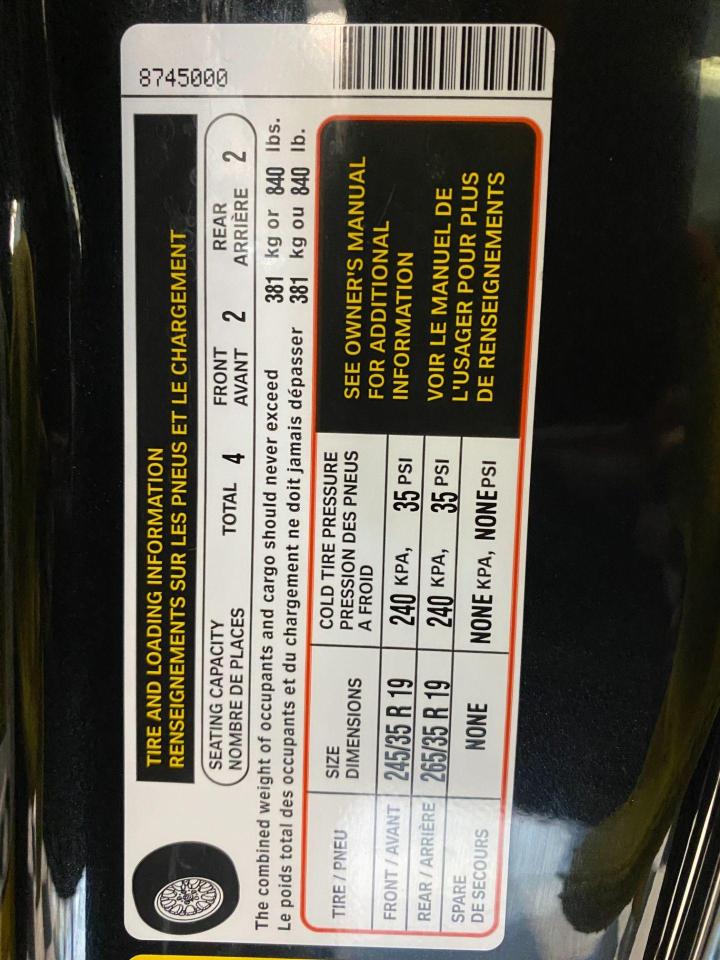 8745000
TIRE AND LOADING INFORMATION
RENSEIGNEMENTS SUR LES PNEUS ET LE CHARGEMENT
SEATING CAPACITY
NOMBRE DE PLACES
TOTAL 4
FRONT
AVANT 2
REAR
ARRIÈRE 2
The combined weight of occupants and cargo should never exceed 381 kg or 840 lbs.
Le poids total des occupants et du chargement ne doit jamais dépasser 381 kg ou 840 lb.
TIRE / PNEU
SIZE
DIMENSIONS
COLD TIRE PRESSURE
PRESSION DES PNEUS
A FROID
FRONT / AVANT 245/35 R 19 240 KPA, 35 PSI
REAR / ARRIÈRE 265/35 R 19 240 KPA, 35 PSI
SPARE
DE SECOURS NONE NONE KPA, NONE PSI
SEE OWNER'S MANUAL
FOR ADDITIONAL
INFORMATION
VOIR LE MANUEL DE
L'USAGER POUR PLUS
DE RENSEIGNEMENTS